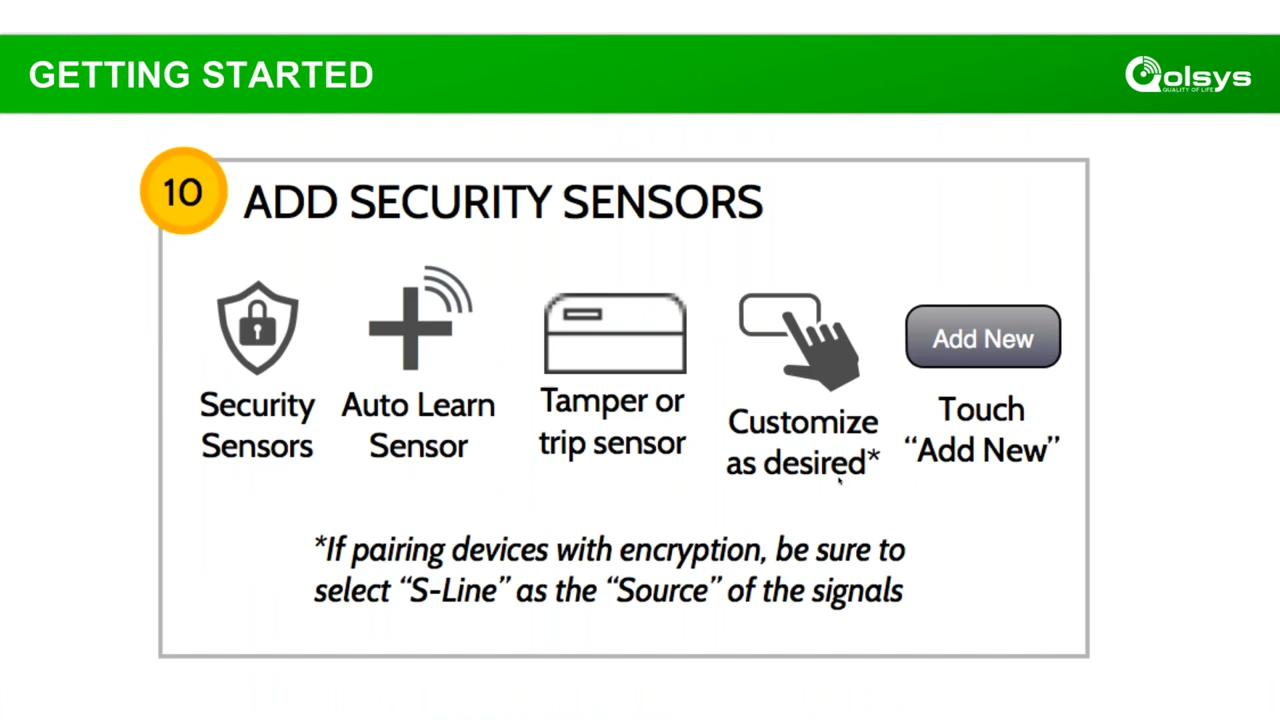 GETTING STARTED
Qolsys
QUALITY OF LIFE
10
ADD SECURITY SENSORS
Security
Sensors
Auto Learn
Sensor
Tamper or
trip sensor
Customize
as desired*
Add New
Touch
“Add New”
*If pairing devices with encryption, be sure to
select “S-Line” as the “Source” of the signals